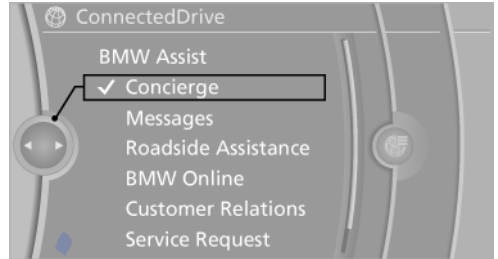 ConnectedDrive
BMW Assist
✓ Concierge
Messages
Roadside Assistance
BMW Online
Customer Relations
Service Request